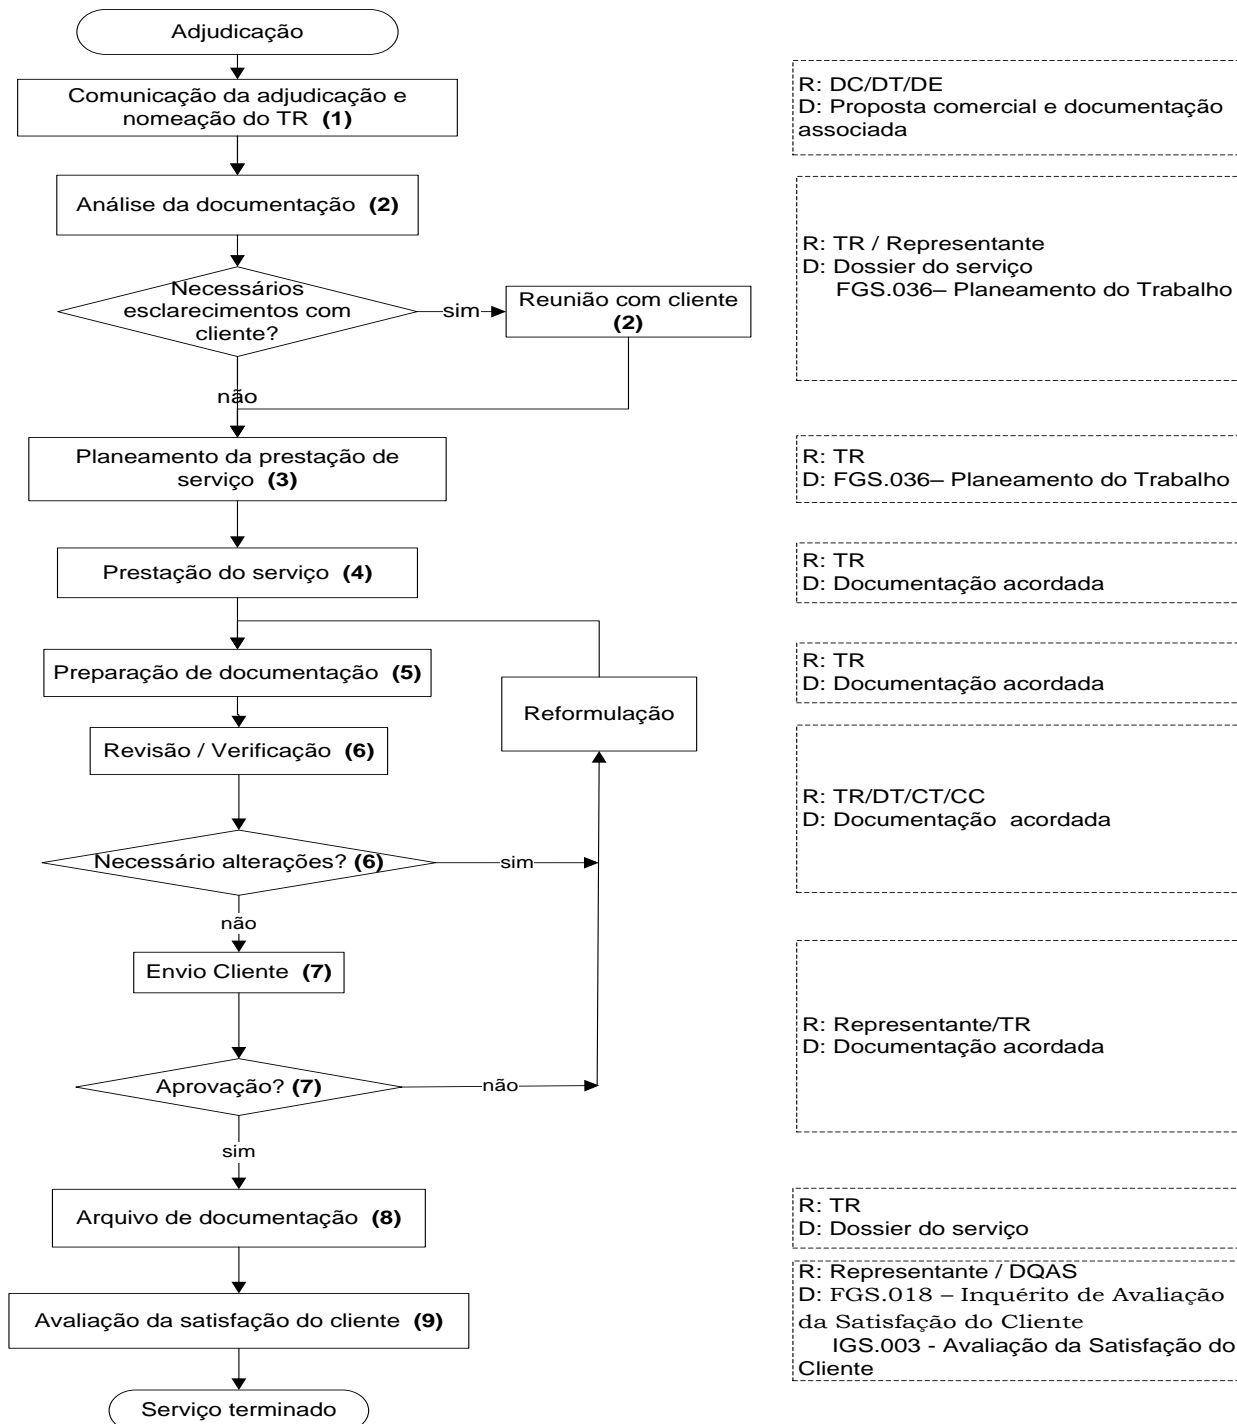 Adjudicação
Comunicação da adjudicação e
nomeação do TR (1)
R: DC/DT/DE
D: Proposta comercial e documentação
associada
Análise da documentação (2)
R: TR / Representante
D: Dossier do serviço
FGS.036– Planeamento do Trabalho
Necessários
esclarecimentos com
cliente?
sim
Reunião com cliente
(2)
não
Planeamento da prestação de
serviço (3)
R: TR
D: FGS.036– Planeamento do Trabalho
Prestação do serviço (4)
R: TR
D: Documentação acordada
Preparação de documentação (5)
R: TR
D: Documentação acordada
Reformulação
Revisão / Verificação (6)
R: TR/DT/CT/CC
D: Documentação acordada
Necessário alterações? (6)
sim
não
Envio Cliente (7)
R: Representante/TR
D: Documentação acordada
Aprovação? (7)
não
sim
Arquivo de documentação (8)
R: TR
D: Dossier do serviço
Avaliação da satisfação do cliente (9)
R: Representante / DQAS
D: FGS.018 – Inquérito de Avaliação
da Satisfação do Cliente
IGS.003 - Avaliação da Satisfação do
Cliente
Serviço terminado